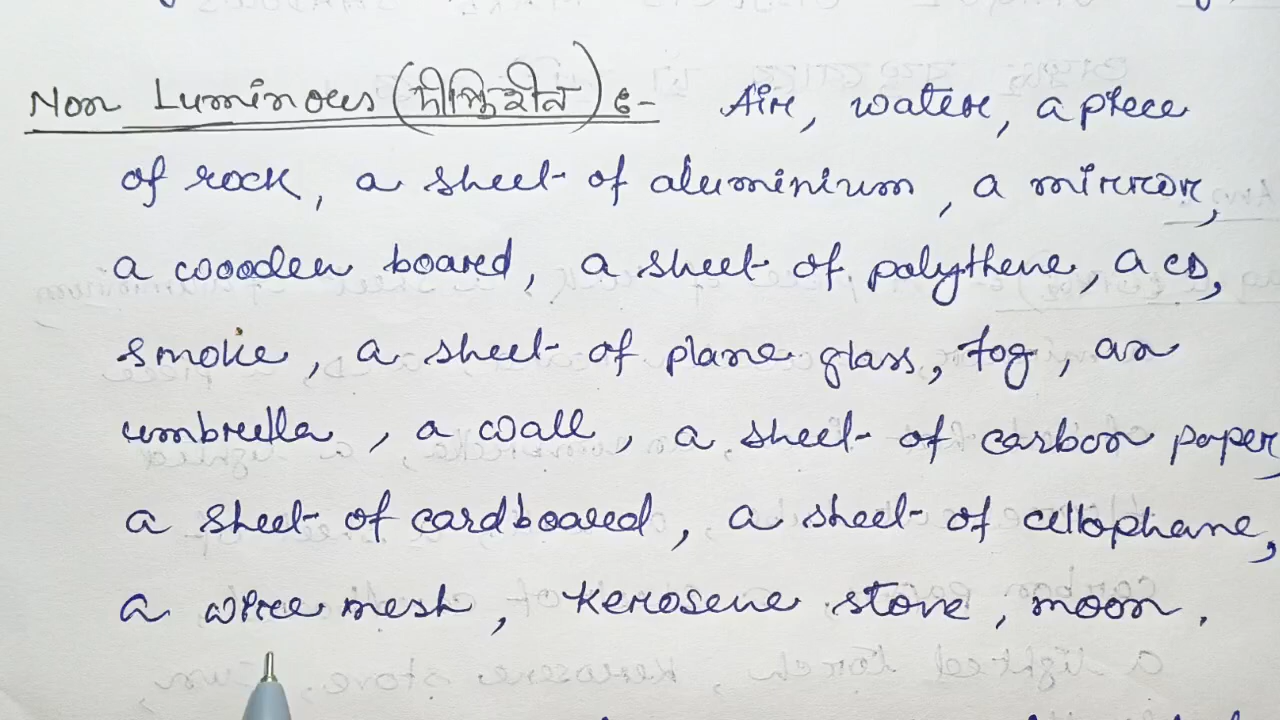 Non Luminous (দীপ্তিহীন) :- Air, water, a piece
of rock, a sheet of aluminium, a mirror,
a wooden board, a sheet of polythene, a CD,
smoke, a sheet of plane glass, fog, an
umbrella, a wall, a sheet of carbon paper,
a sheet of cardboard, a sheet of cellophane,
a wire mesh, kerosene stove, moon.